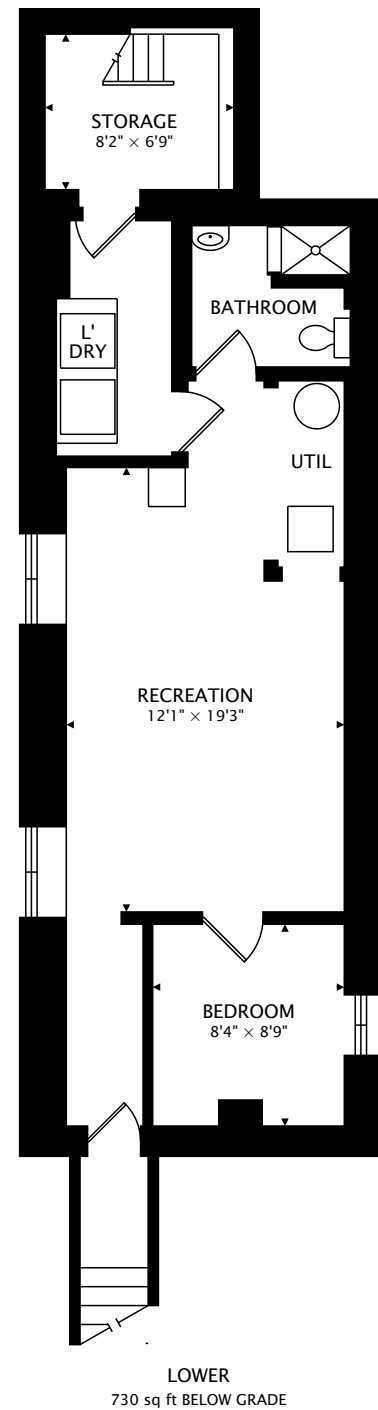 STORAGE
8'2" × 6'9"
BATHROOM
L'
DRY
UTIL
RECREATION
12'1" × 19'3"
BEDROOM
8'4" × 8'9"
LOWER
730 sq ft BELOW GRADE